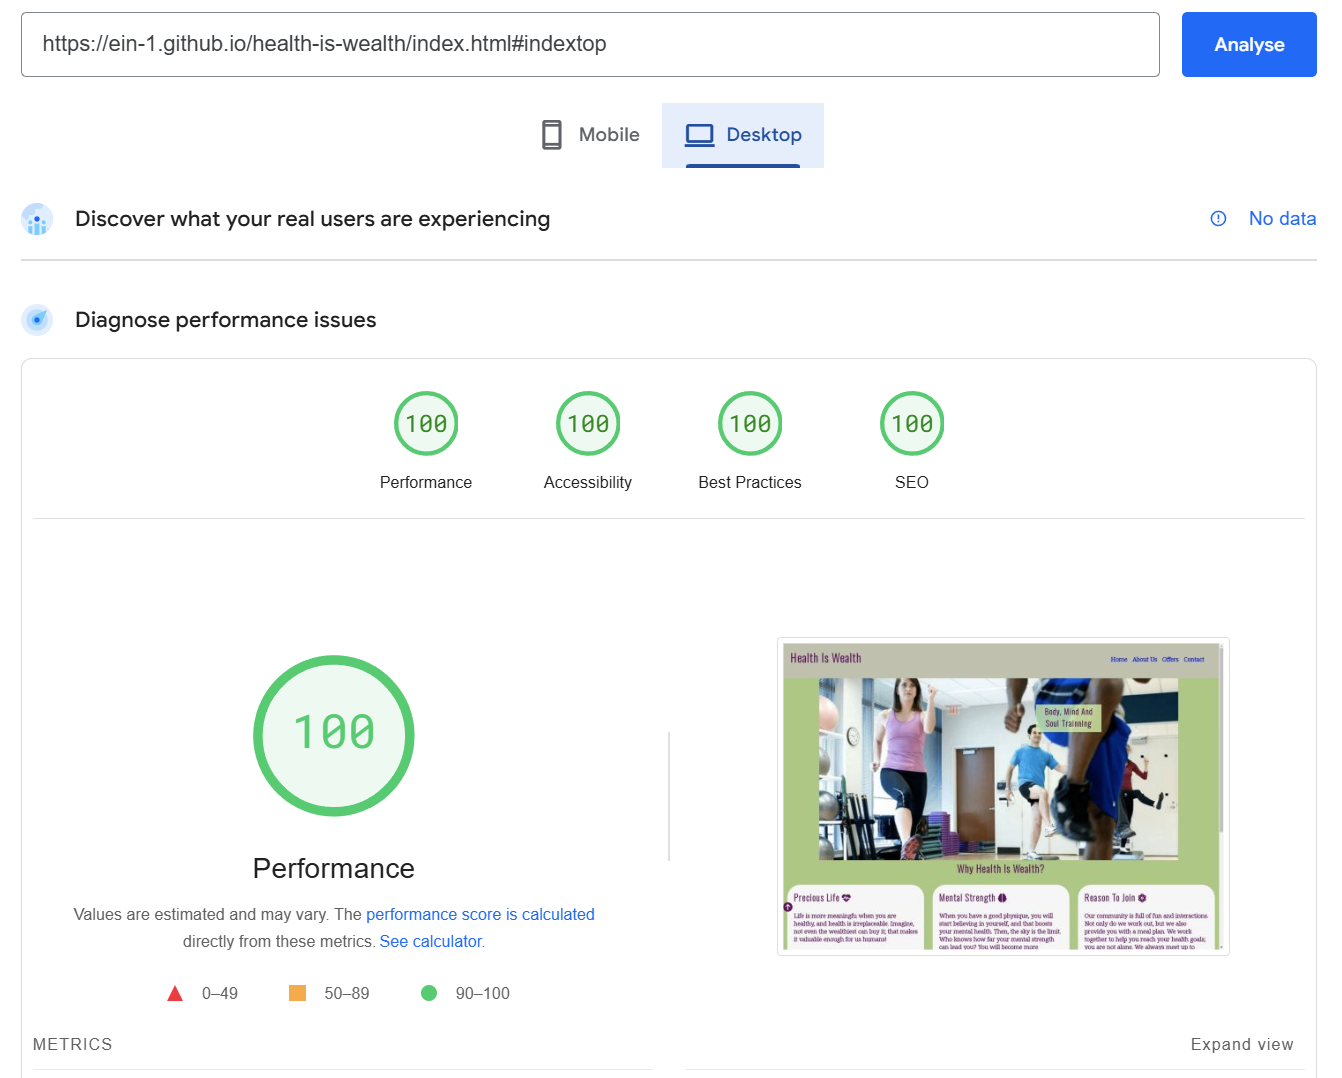 https://ein-1.github.io/health-is-wealth/index.html#indextop
Analyse
Mobile
Desktop
Discover what your real users are experiencing
No data
Diagnose performance issues
100
100
100
100
Performance
Accessibility
Best Practices
SEO
100
Performance
Values are estimated and may vary. The performance score is calculated
directly from these metrics. See calculator.
0–49
50–89
90–100
Health Is Wealth
Home About Us Offers Contact
Body, Mind And
Soul Trainning
Why Health Is Wealth?
Precious Life
Life is more meaningfu when you are
healthy, and health is irreplaceable. Imagine,
not even the wealthiest can buy it; that makes
it valuable enough for us humans!
Mental Strength
When you have a good physique, you will
start believing in yourself, and that boosts
your mental health. Then, the sky is the limit.
Who knows how far your mental strength
can lead you? You will become more
Reason To Join
Our community is full of fun and interactions.
Not only do we work out, but we also
provide you with a meal plan. We work
together to help you reach your health goals;
you are not alone. We always meet up to
METRICS
Expand view